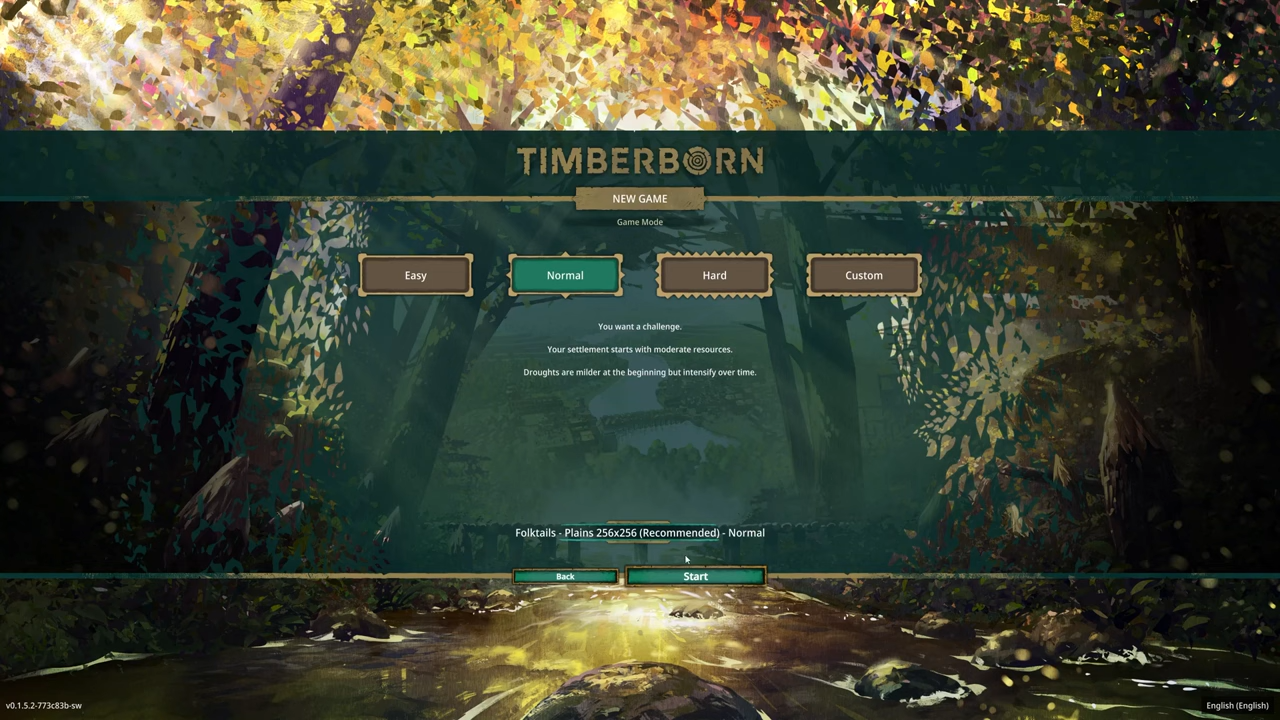 TIMBERBORN
NEW GAME
Game Mode
Easy
Normal
Hard
Custom
You want a challenge.
Your settlement starts with moderate resources.
Droughts are milder at the beginning but intensify over time.
Folktails - Plains 256x256 (Recommended) - Normal
Back
Start
v0.1.5.2-773c83b-sw
English (English)